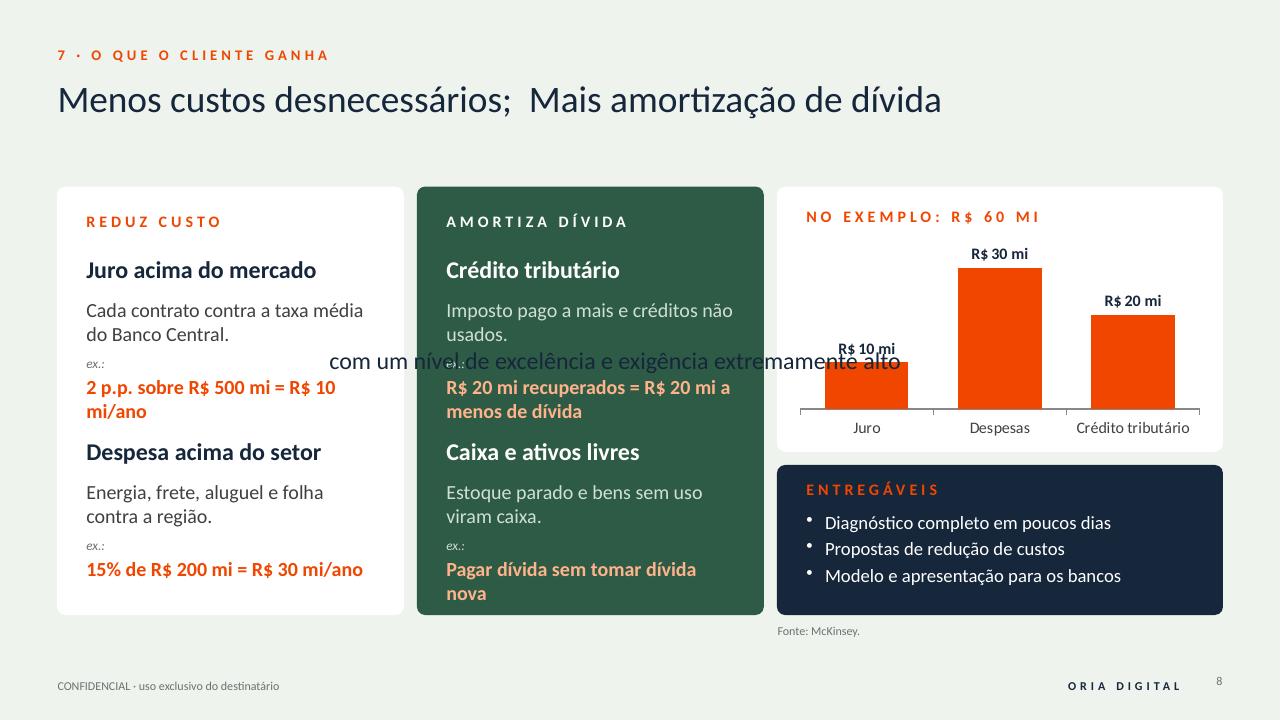 7 · O QUE O CLIENTE GANHA
Menos custos desnecessários;  Mais amortização de dívida
REDUZ CUSTO
Juro acima do mercado
Cada contrato contra a taxa média
do Banco Central.
ex.:
2 p.p. sobre R$ 500 mi = R$ 10
mi/ano
Despesa acima do setor
Energia, frete, aluguel e folha
contra a região.
ex.:
15% de R$ 200 mi = R$ 30 mi/ano
AMORTIZA DÍVIDA
Crédito tributário
Imposto pago a mais e créditos não
usados.
ex.:
R$ 20 mi recuperados = R$ 20 mi a
menos de dívida
Caixa e ativos livres
Estoque parado e bens sem uso
viram caixa.
ex.:
Pagar dívida sem tomar dívida
nova
com um nível de excelência e exigência extremamente alto
NO EXEMPLO: R$ 60 MI
R$ 10 mi
R$ 30 mi
R$ 20 mi
Juro
Despesas
Crédito tributário
ENTREGÁVEIS
• Diagnóstico completo em poucos dias
• Propostas de redução de custos
• Modelo e apresentação para os bancos
Fonte: McKinsey.
CONFIDENCIAL · uso exclusivo do destinatário
ORIA DIGITAL
8